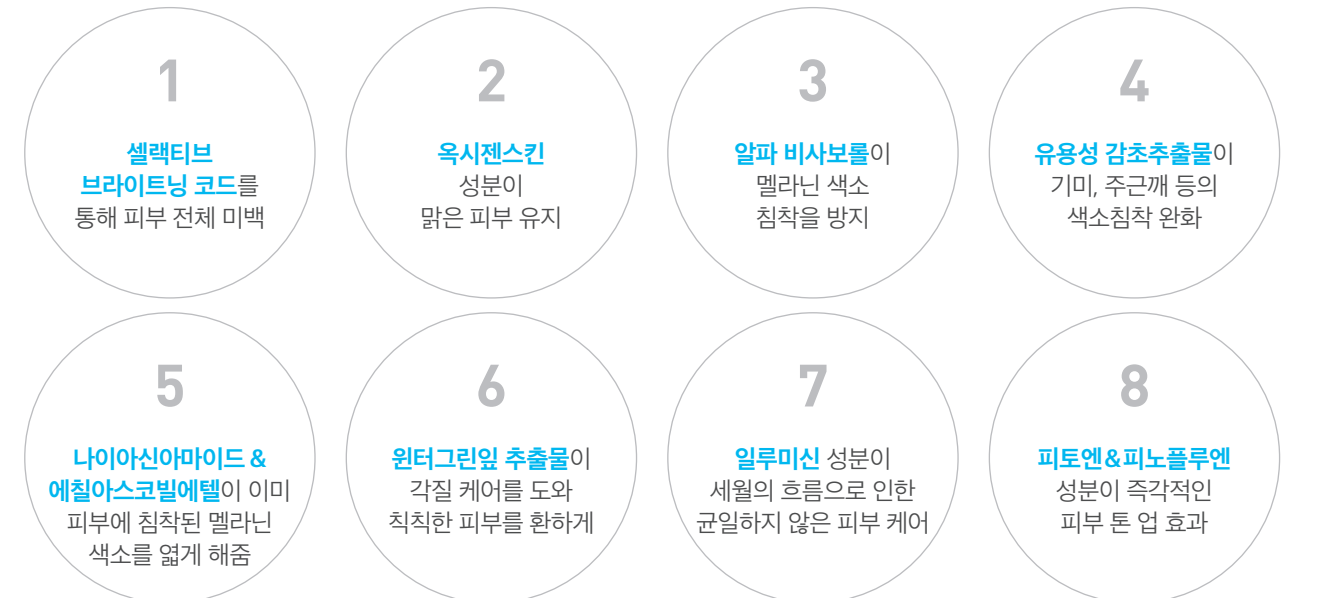 1
셀랙티브
브라이트닝 코드를
통해 피부 전체 미백
2
옥시젠스킨
성분이
맑은 피부 유지
3
알파 비사보롤이
멜라닌 색소
침착을 방지
4
유용성 감초추출물이
기미, 주근깨 등의
색소침착 완화
5
나이아신아마이드 &
에칠아스코빌에텔이 이미
피부에 침착된 멜라닌
색소를 엷게 해줌
6
윈터그린잎 추출물이
각질 케어를 도와
칙칙한 피부를 환하게
7
일루미신 성분이
세월의 흐름으로 인한
균일하지 않은 피부 케어
8
피토엔&피노플루엔
성분이 즉각적인
피부 톤 업 효과